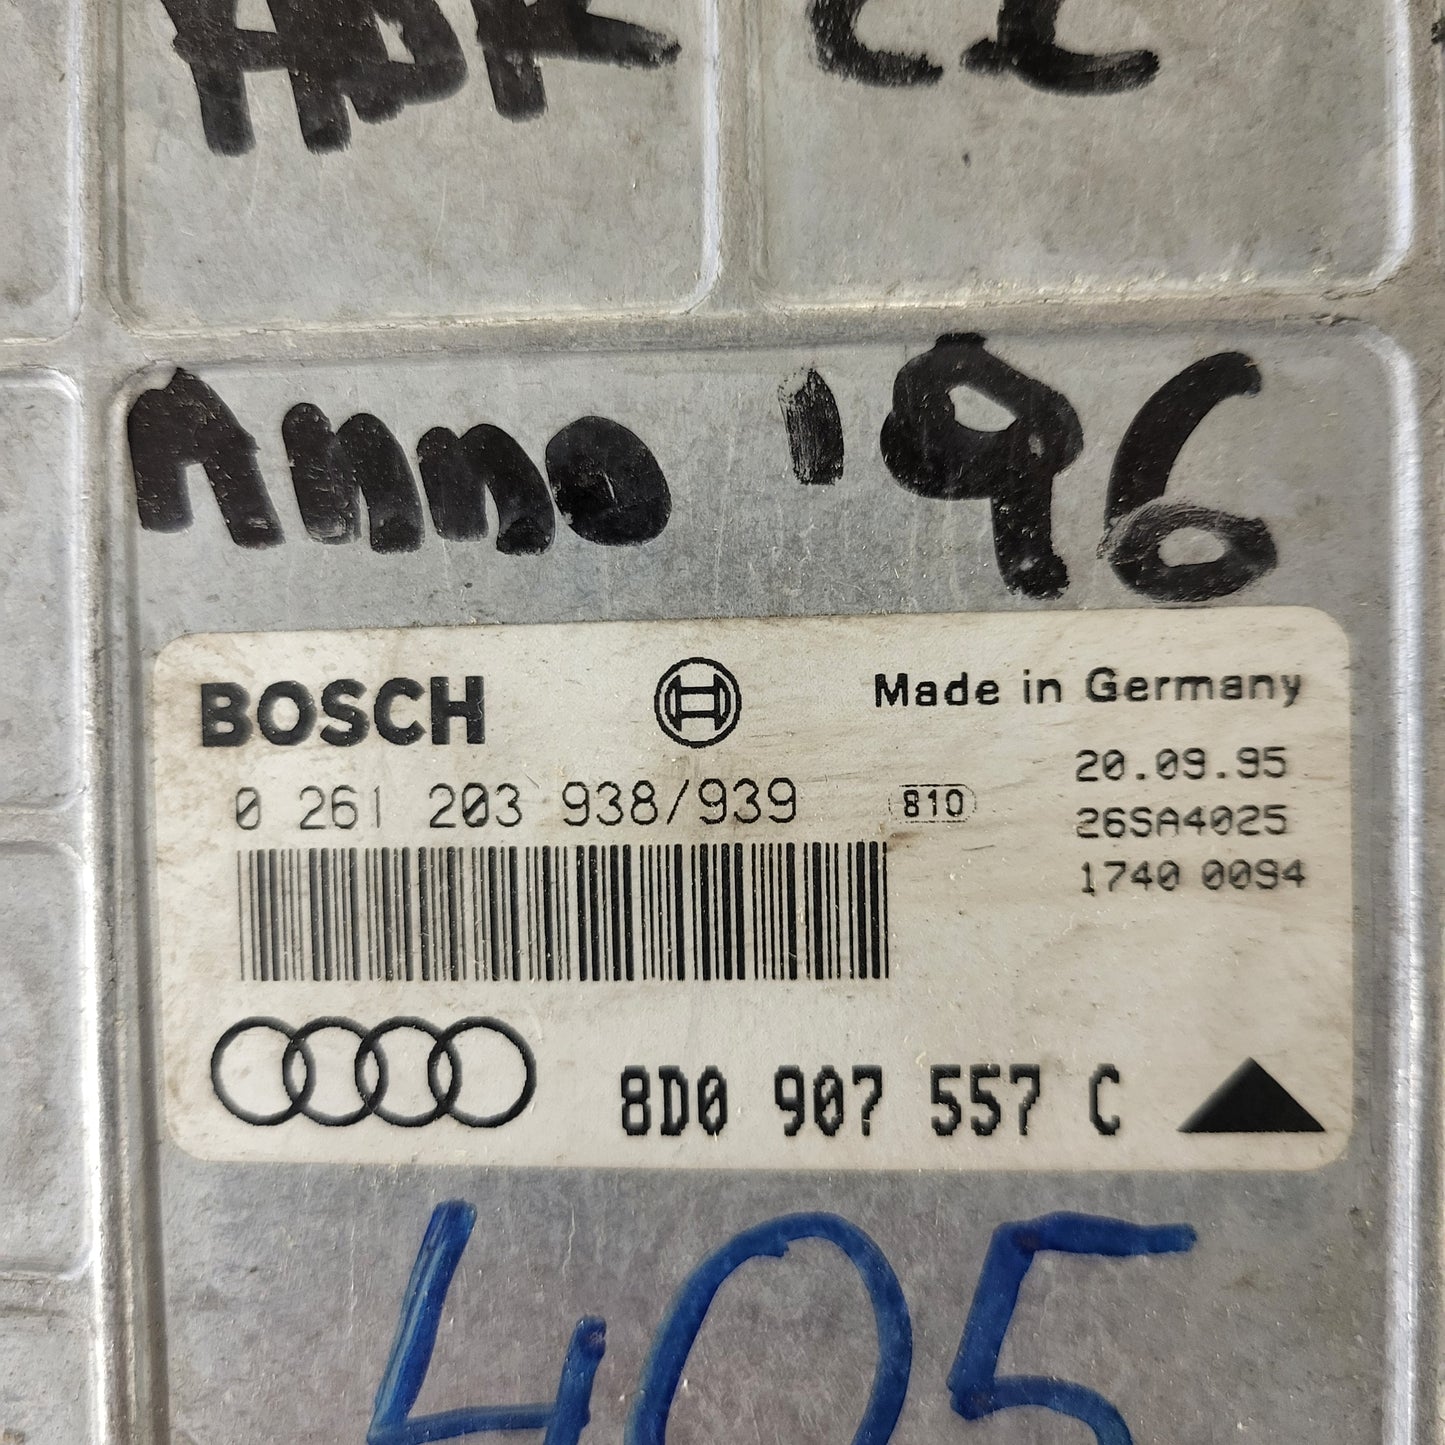 ADR
Anno '96
BOSCH
Made in Germany
0 261 203 938/939
810
20.09.95
26SA4025
1740 0094
8D0 907 557 C
405